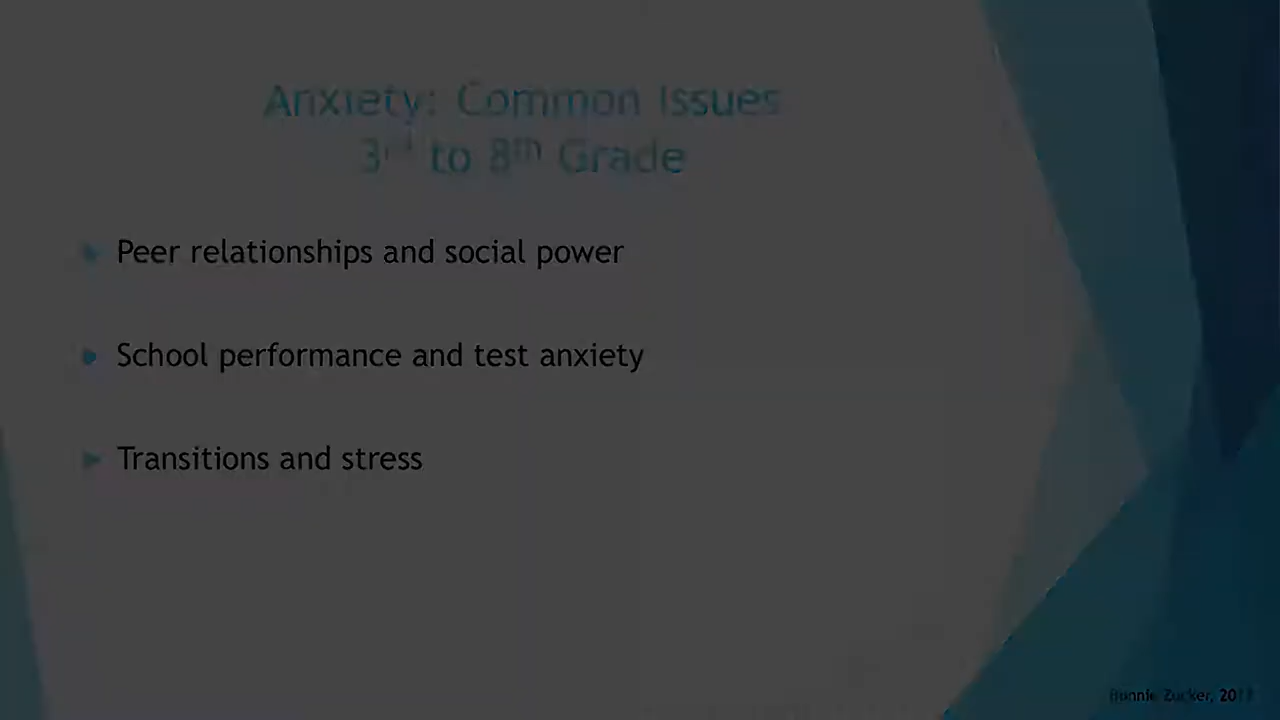 Anxiety: Common Issues
3rd to 8th Grade
Peer relationships and social power
School performance and test anxiety
Transitions and stress
Bonnie Zucker,